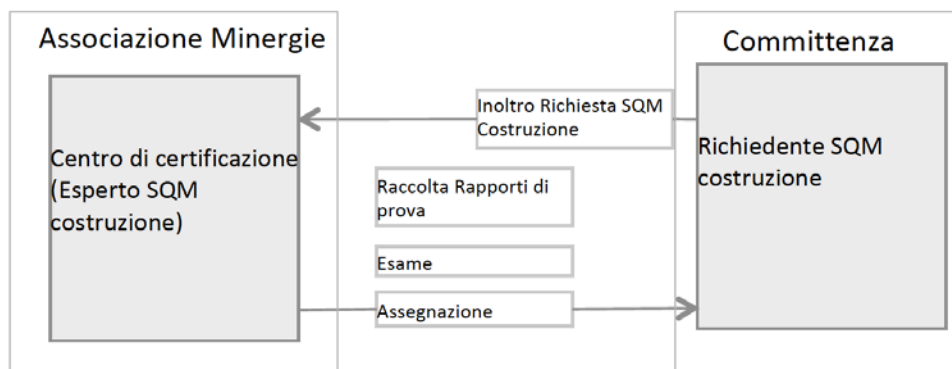 Associazione Minergie
Committenza
Inoltro Richiesta SQM
Costruzione
Centro di certificazione
(Esperto SQM
costruzione)
Richiedente SQM
costruzione
Raccolta Rapporti di
prova
Esame
Assegnazione